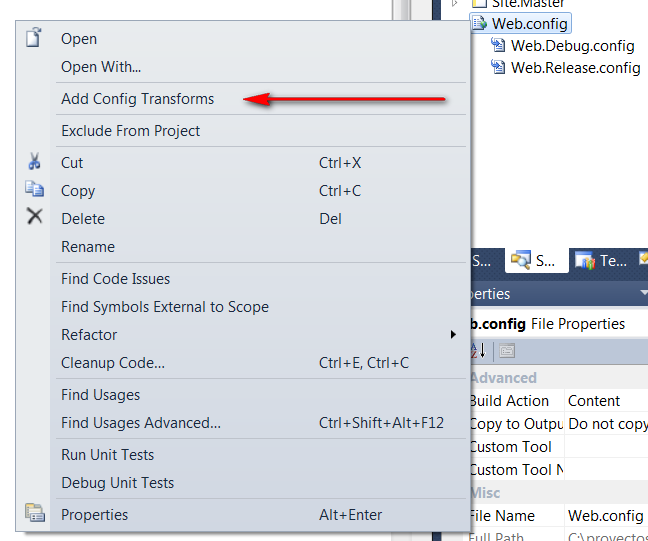 Open
Open With...
Add Config Transforms
Exclude From Project
Cut Ctrl+X
Copy Ctrl+C
Delete Del
Rename
Find Code Issues
Find Symbols External to Scope
Refactor
Cleanup Code... Ctrl+E, Ctrl+C
Find Usages
Find Usages Advanced... Ctrl+Shift+Alt+F12
Run Unit Tests
Debug Unit Tests
Properties Alt+Enter
Site.Master
Web.config
Web.Debug.config
Web.Release.config
S... S... Te...
perties
b.config File Properties
Advanced
Build Action Content
Copy to Outpu Do not copy
Custom Tool
Custom Tool N
Misc
File Name Web.config
Full Path C:\proyectos